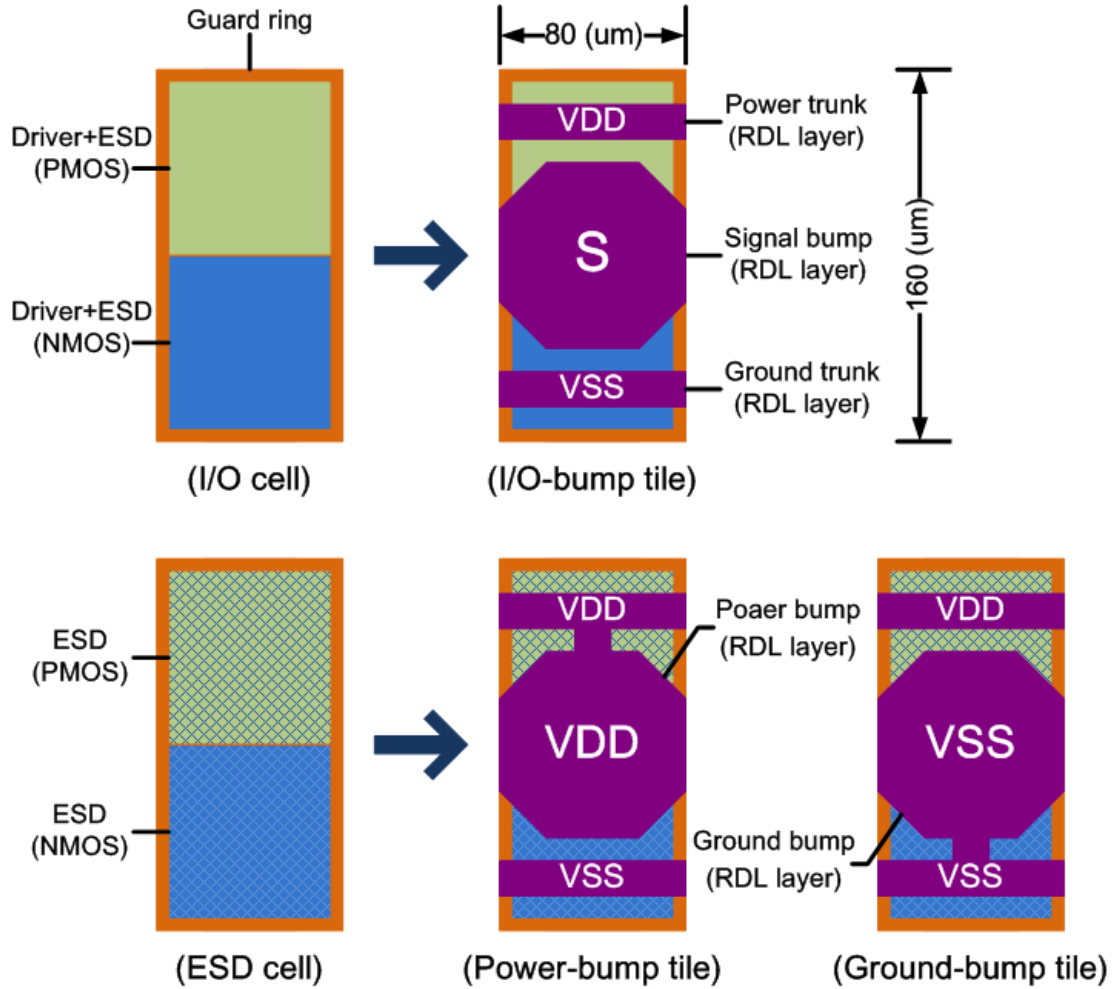 Guard ring
80 (um)
Driver+ESD
(PMOS)
VDD
Power trunk
(RDL layer)
S
Signal bump
(RDL layer)
160 (um)
Driver+ESD
(NMOS)
VSS
Ground trunk
(RDL layer)
(I/O cell)
(I/O-bump tile)
ESD
(PMOS)
VDD
Poaer bump
(RDL layer)
VDD
VDD
VSS
ESD
(NMOS)
VSS
Ground bump
(RDL layer)
VSS
(ESD cell)
(Power-bump tile)
(Ground-bump tile)